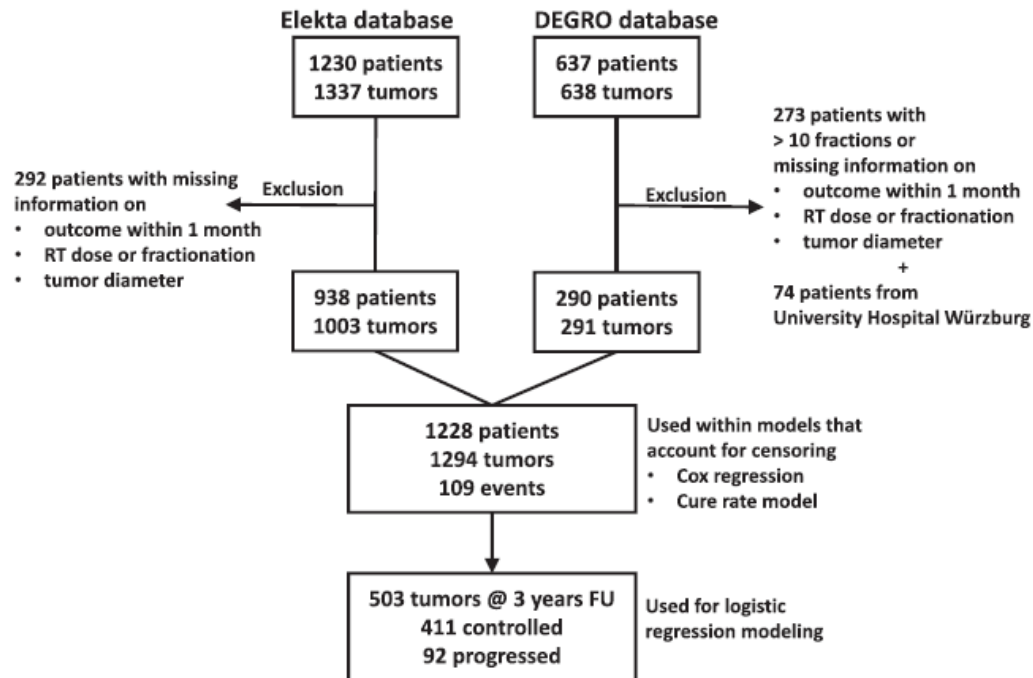 Elekta database
1230 patients
1337 tumors
DEGRO database
637 patients
638 tumors
292 patients with missing
information on
• outcome within 1 month
• RT dose or fractionation
• tumor diameter
Exclusion
Exclusion
273 patients with
> 10 fractions or
missing information on
• outcome within 1 month
• RT dose or fractionation
• tumor diameter
+
74 patients from
University Hospital Würzburg
938 patients
1003 tumors
290 patients
291 tumors
1228 patients
1294 tumors
109 events
Used within models that
account for censoring
• Cox regression
• Cure rate model
503 tumors @ 3 years FU
411 controlled
92 progressed
Used for logistic
regression modeling